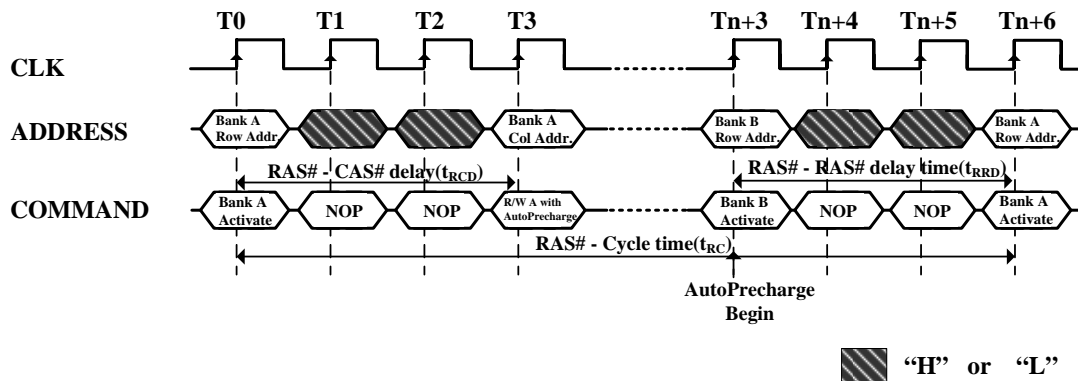 T0 T1 T2 T3 Tn+3 Tn+4 Tn+5 Tn+6
CLK
ADDRESS
Bank A
Row Addr.
Bank A
Col Addr.
Bank B
Row Addr.
Bank A
Row Addr.
RAS# - CAS# delay(tRCD)
RAS# - RAS# delay time(tRRD)
COMMAND
Bank A
Activate
NOP
NOP
R/W A with
AutoPrecharge
Bank B
Activate
NOP
NOP
Bank A
Activate
RAS# - Cycle time(tRC)
AutoPrecharge
Begin
“H” or “L”